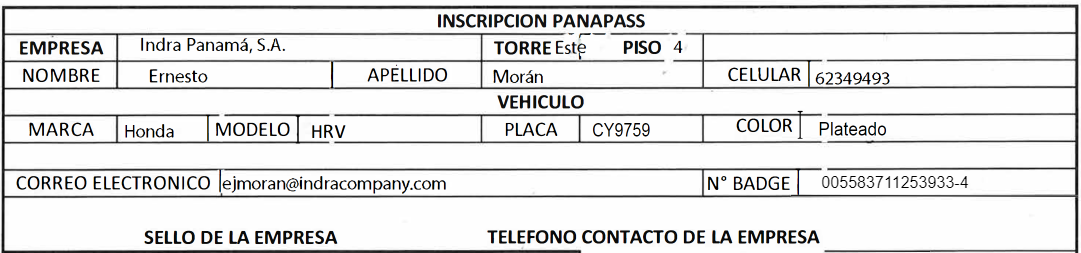 INSCRIPCION PANAPASS
EMPRESA Indra Panamá, S.A. TORRE Este PISO 4
NOMBRE Ernesto APELLIDO Morán CELULAR 62349493
VEHICULO
MARCA Honda MODELO HRV PLACA CY9759 COLOR Plateado
CORREO ELECTRONICO ejmoran@indracompany.com N° BADGE 005583711253933-4
SELLO DE LA EMPRESA TELEFONO CONTACTO DE LA EMPRESA